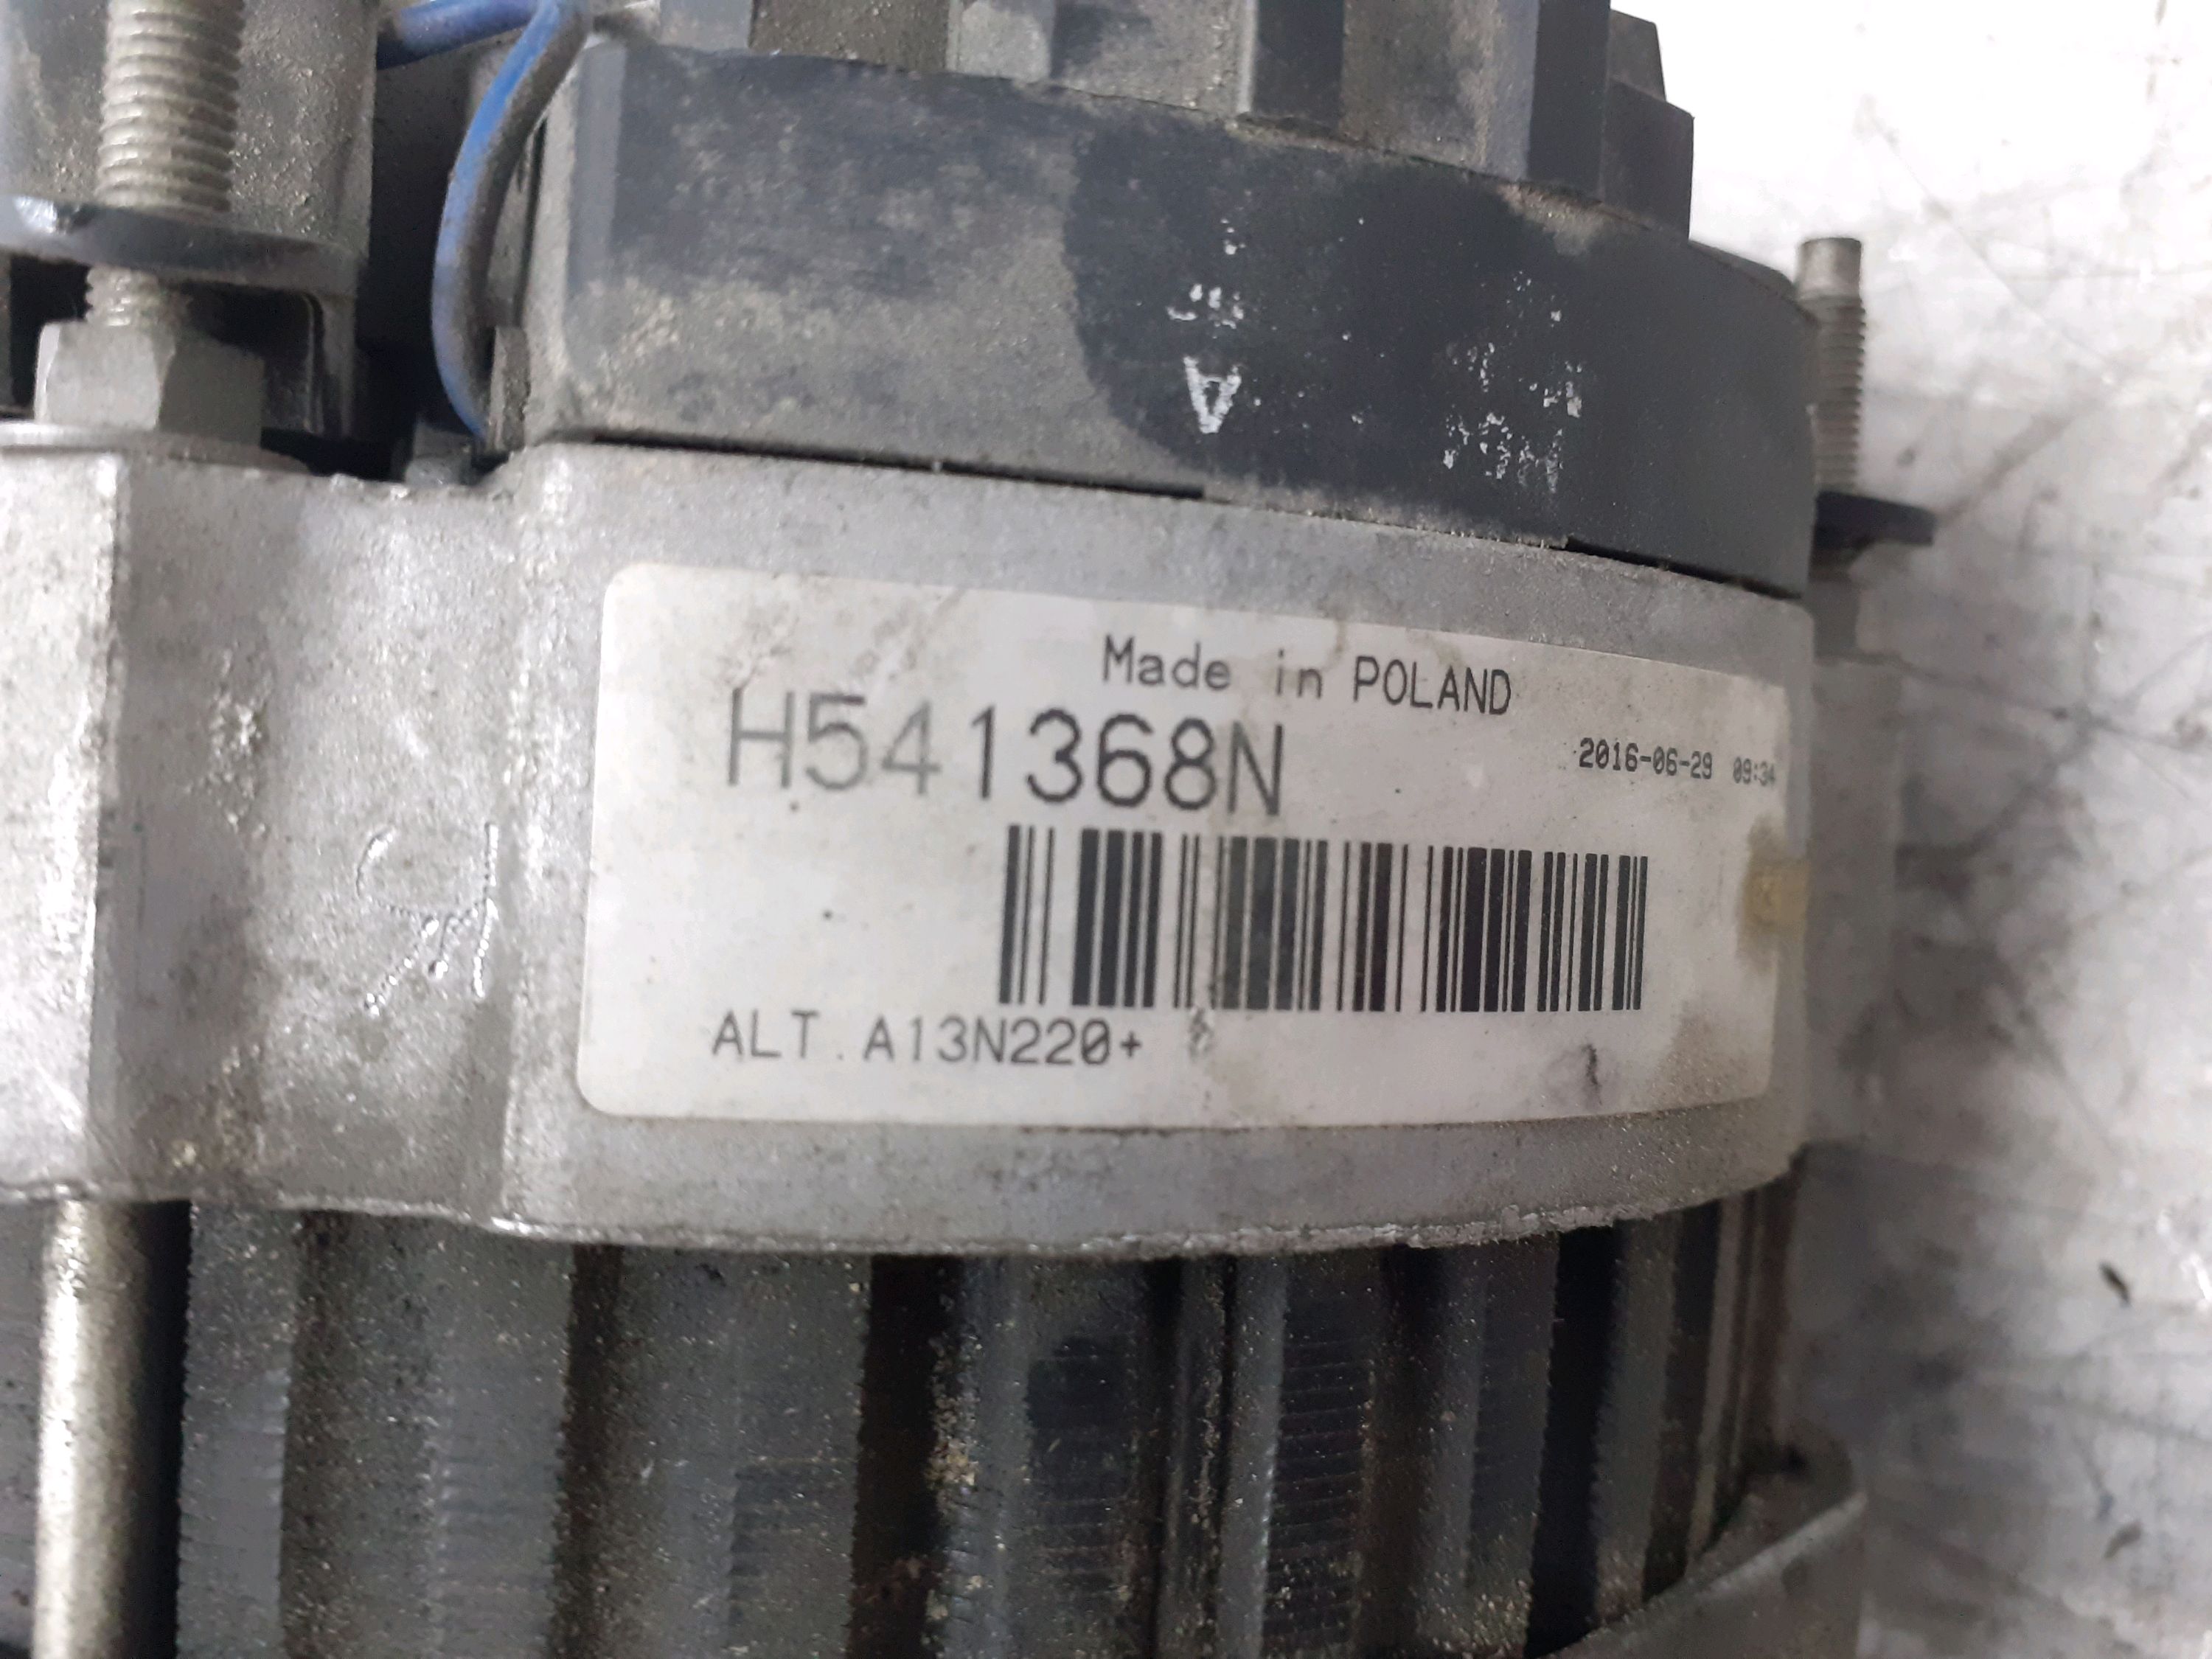 Made in POLAND
H541368N
2016-06-29 09:34
ALT. A13N220+